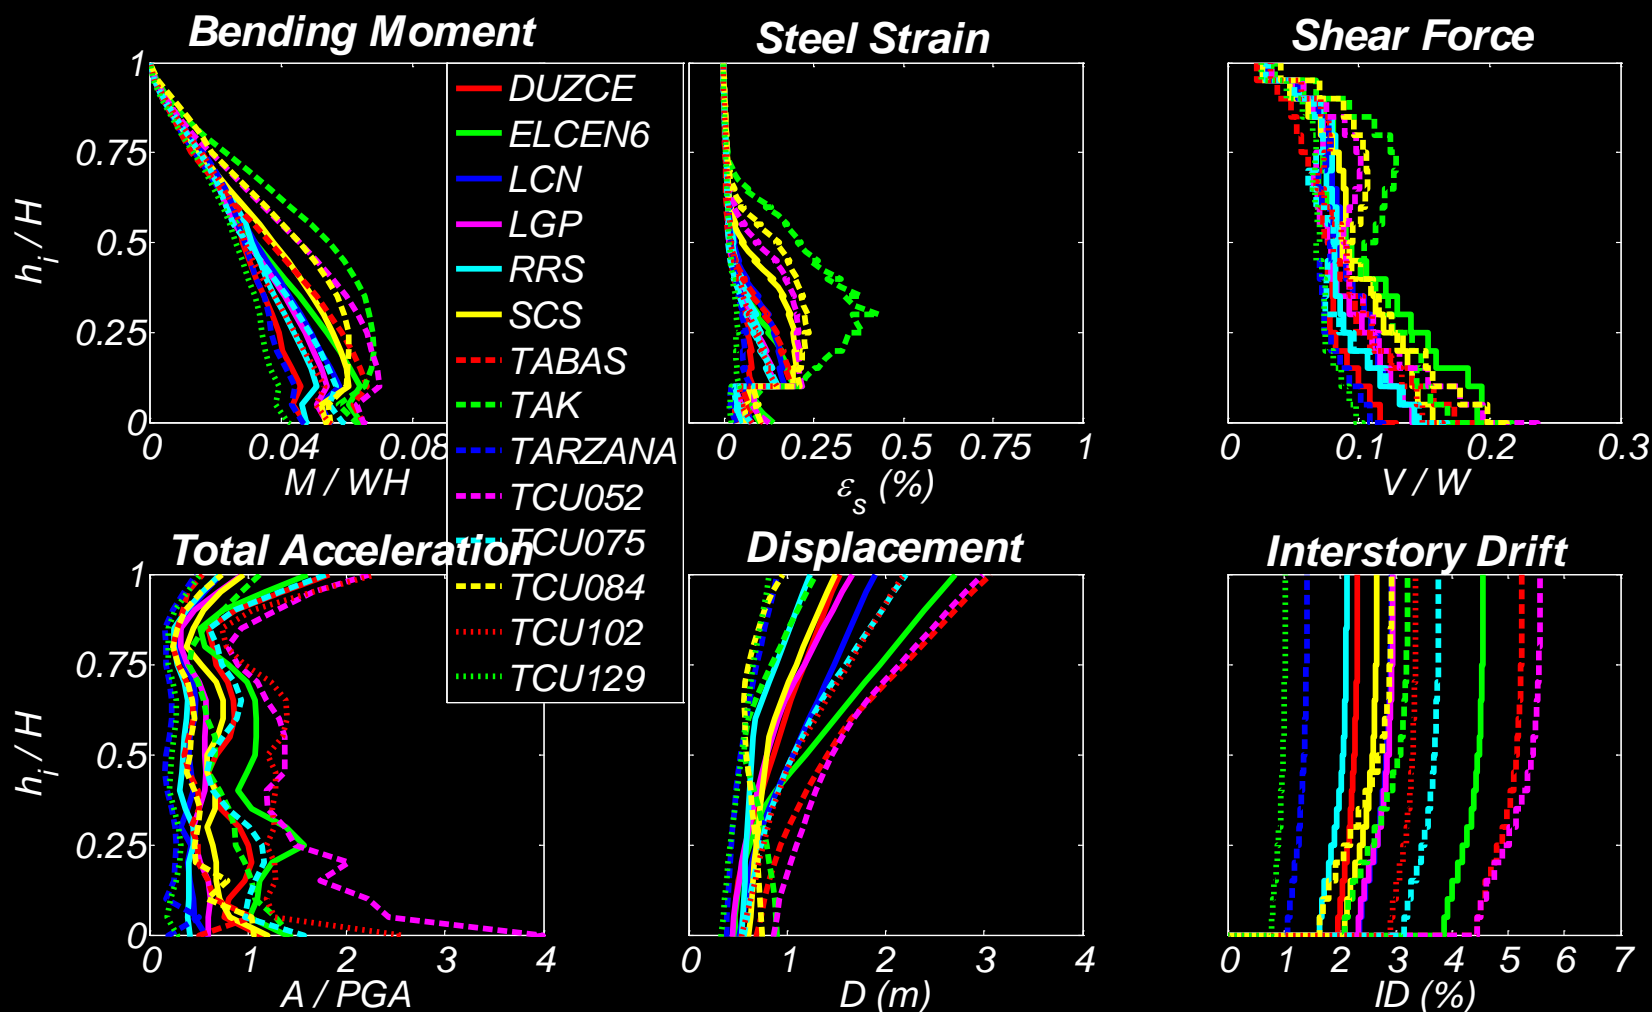 Bending Moment
Steel Strain
Shear Force
1
0.75
0.5
0.25
0
h_i / H
0 0.04 0.08
M / WH
DUZCE
ELCEN6
LCN
LGP
RRS
SCS
TABAS
TAK
TARZANA
TCU052
TCU075
TCU084
TCU102
TCU129
0 0.25 0.5 0.75 1
ε_s (%)
0 0.1 0.2 0.3
V / W
Total Acceleration
Displacement
Interstory Drift
1
0.75
0.5
0.25
0
h_i / H
0 1 2 3 4
A / PGA
0 1 2 3 4
D (m)
0 1 2 3 4 5 6 7
ID (%)